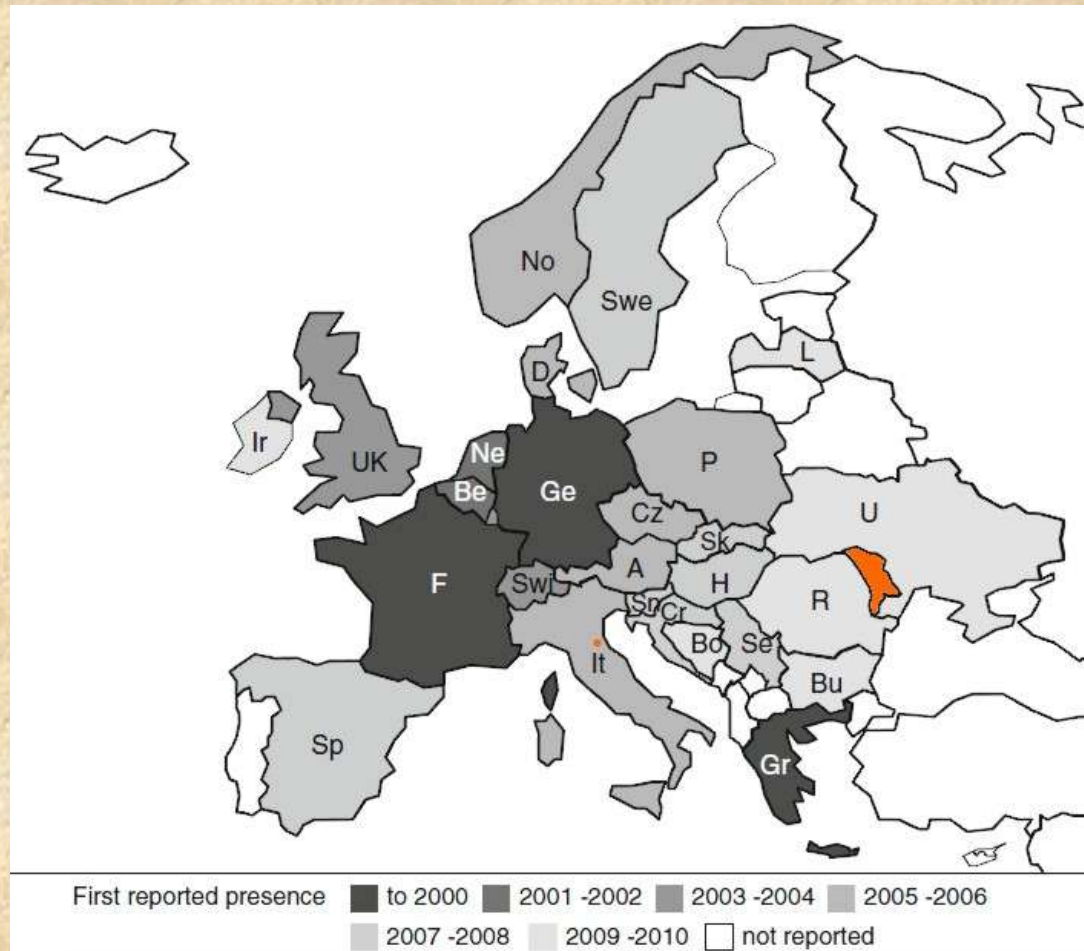 No
Swe
L
D
Ir
UK
Ne
Be
Ge
P
U
Cz
Sk
F
Swi
A
H
Sn
Cr
R
Bo
Se
It
Bu
Sp
Gr
First reported presence to 2000 2001 -2002 2003 -2004 2005 -2006
2007 -2008 2009 -2010 not reported